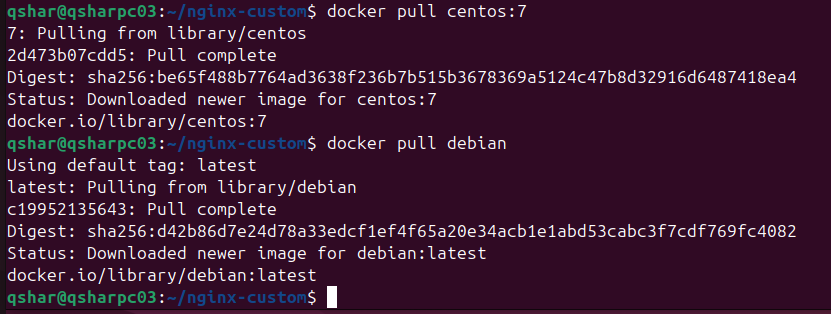 qshar@qsharpc03:~/nginx-custom$ docker pull centos:7
7: Pulling from library/centos
2d473b07cdd5: Pull complete
Digest: sha256:be65f488b7764ad3638f236b7b515b3678369a5124c47b8d32916d6487418ea4
Status: Downloaded newer image for centos:7
docker.io/library/centos:7
qshar@qsharpc03:~/nginx-custom$ docker pull debian
Using default tag: latest
latest: Pulling from library/debian
c19952135643: Pull complete
Digest: sha256:d42b86d7e24d78a33edcf1ef4f65a20e34acb1e1abd53cabc3f7cdf769fc4082
Status: Downloaded newer image for debian:latest
docker.io/library/debian:latest
qshar@qsharpc03:~/nginx-custom$